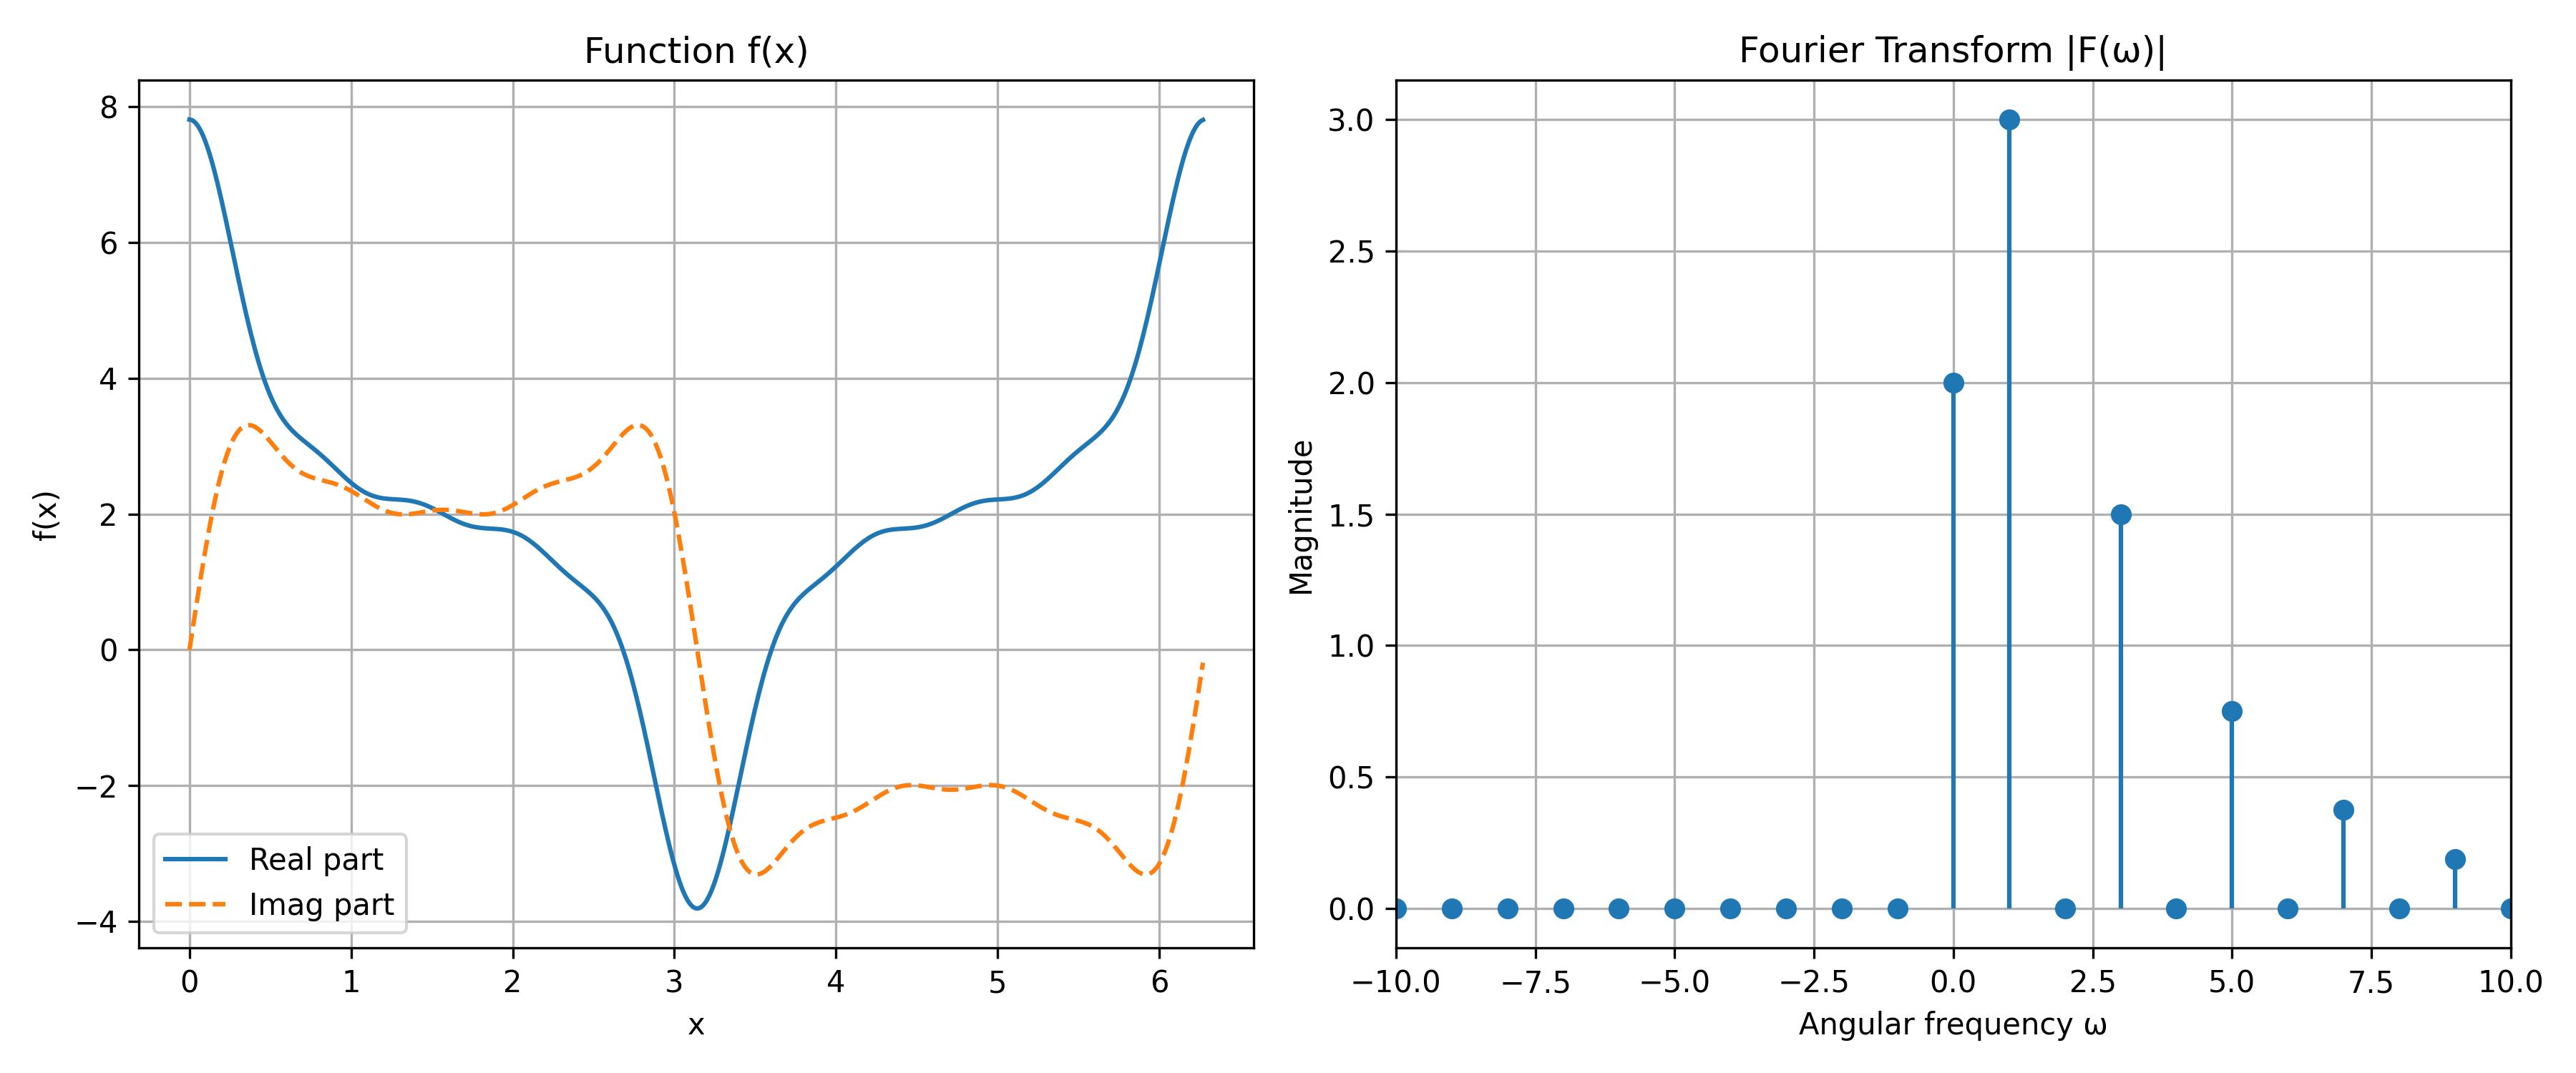 Function f(x)
f(x)
8
6
4
2
0
−2
−4
Real part
Imag part
0 1 2 3 4 5 6
x
Fourier Transform |F(ω)|
Magnitude
3.0
2.5
2.0
1.5
1.0
0.5
0.0
−10.0 −7.5 −5.0 −2.5 0.0 2.5 5.0 7.5 10.0
Angular frequency ω